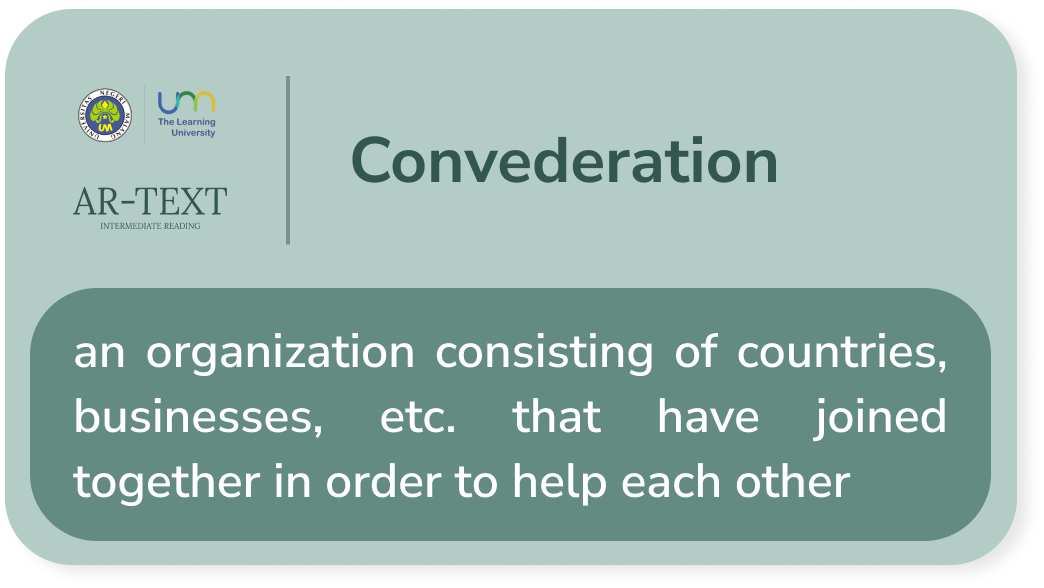 UNIVERSITAS NEGERI MALANG
UM
um
The Learning
University
AR-TEXT
INTERMEDIATE READING
Convederation
an organization consisting of countries,
businesses, etc. that have joined
together in order to help each other